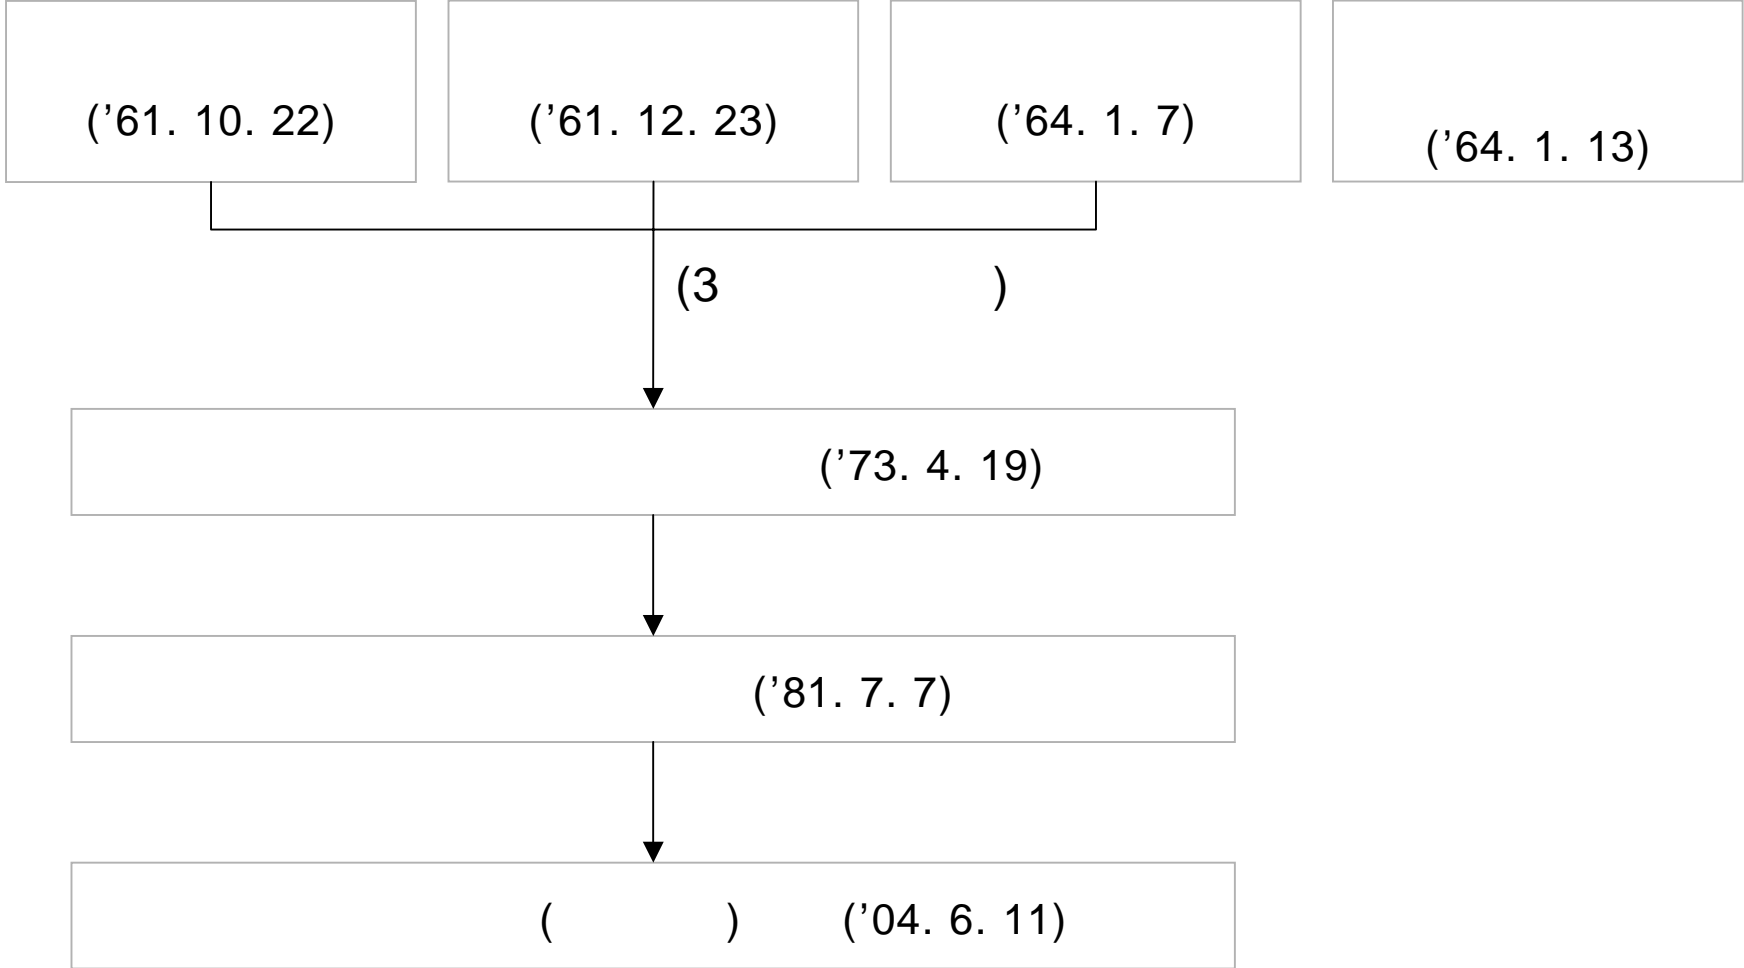 (’61. 10. 22)
(’61. 12. 23)
(’64. 1. 7)
(’64. 1. 13)
(3 )
(’73. 4. 19)
(’81. 7. 7)
( ) (’04. 6. 11)